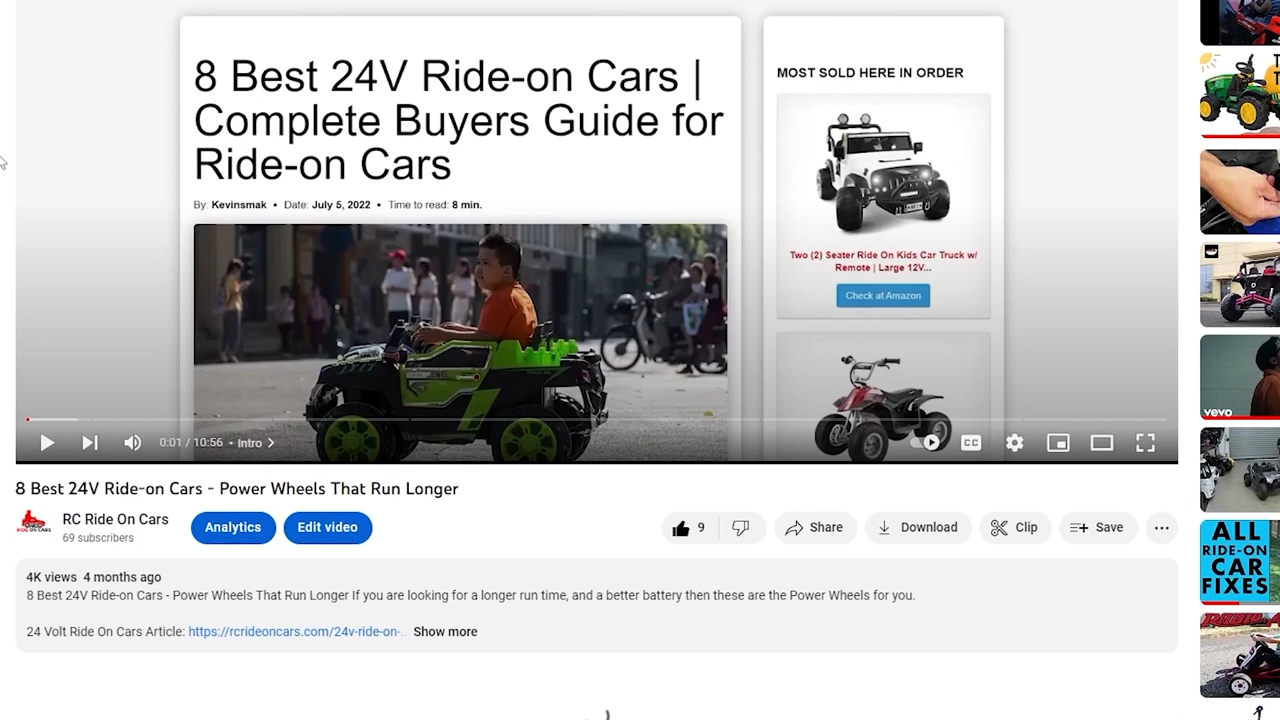 8 Best 24V Ride-on Cars |
Complete Buyers Guide for
Ride-on Cars
By: Kevinsmak • Date: July 5, 2022 • Time to read: 8 min.
MOST SOLD HERE IN ORDER
Two (2) Seater Ride On Kids Car Truck w/
Remote | Large 12V...
Check at Amazon
0:01 / 10:56 • Intro
CC
8 Best 24V Ride-on Cars - Power Wheels That Run Longer
RC Ride On Cars
69 subscribers
Analytics
Edit video
9
Share
Download
Clip
Save
4K views 4 months ago
8 Best 24V Ride-on Cars - Power Wheels That Run Longer If you are looking for a longer run time, and a better battery then these are the Power Wheels for you.
24 Volt Ride On Cars Article: https://rcrideoncars.com/24v-ride-on-... Show more
vevo
ALL
RIDE-ON
CAR
FIXES